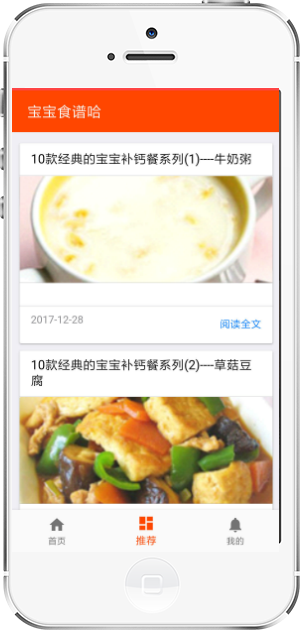 宝宝食谱哈
10款经典的宝宝补钙餐系列(1)----牛奶粥
2017-12-28
阅读全文
10款经典的宝宝补钙餐系列(2)----草菇豆
腐
首页
推荐
我的